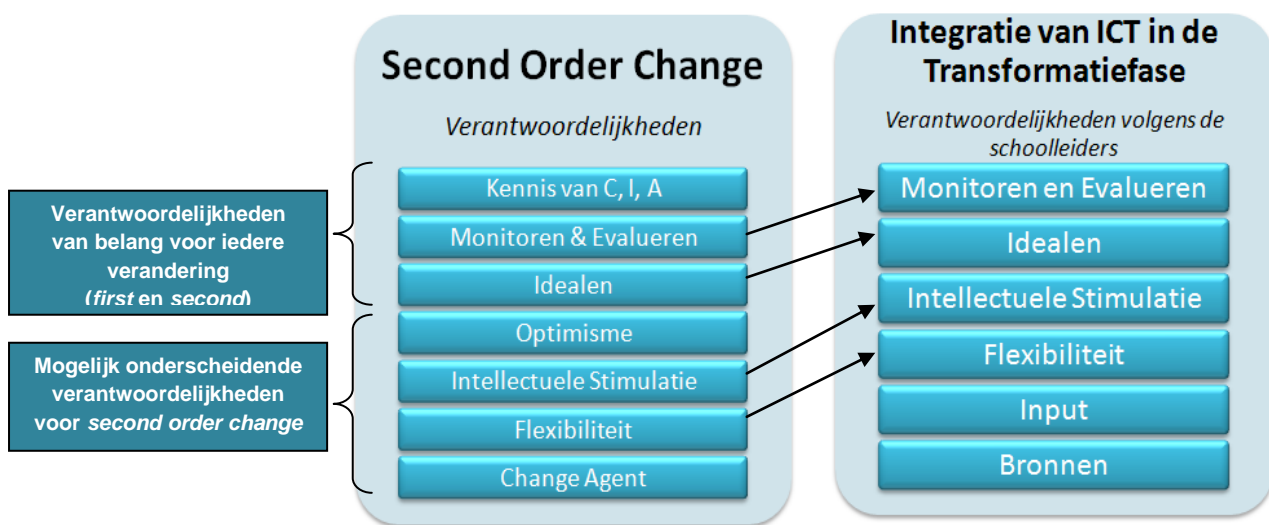 Verantwoordelijkheden
van belang voor iedere
verandering
(first en second)
Mogelijk onderscheidende
verantwoordelijkheden
voor second order change
Second Order Change
Verantwoordelijkheden
Kennis van C, I, A
Monitoren & Evalueren
Idealen
Optimisme
Intellectuele Stimulatie
Flexibiliteit
Change Agent
Integratie van ICT in de
Transformatiefase
Verantwoordelijkheden volgens de
schoolleiders
Monitoren en Evalueren
Idealen
Intellectuele Stimulatie
Flexibiliteit
Input
Bronnen